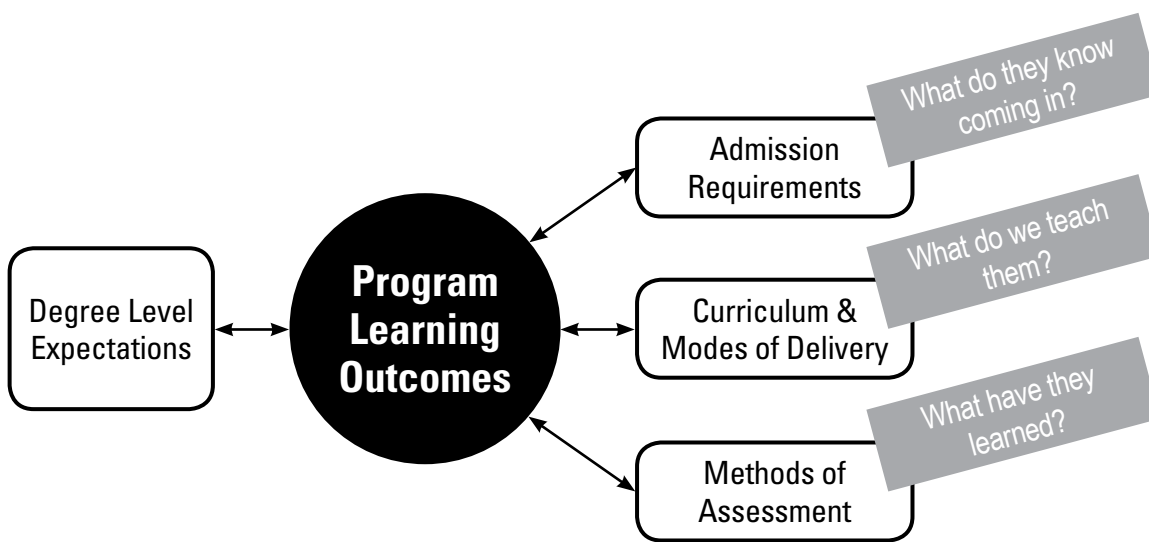 Degree Level
Expectations
Program
Learning
Outcomes
Admission
Requirements
What do they know
coming in?
Curriculum &
Modes of Delivery
What do we teach
them?
Methods of
Assessment
What have they
learned?